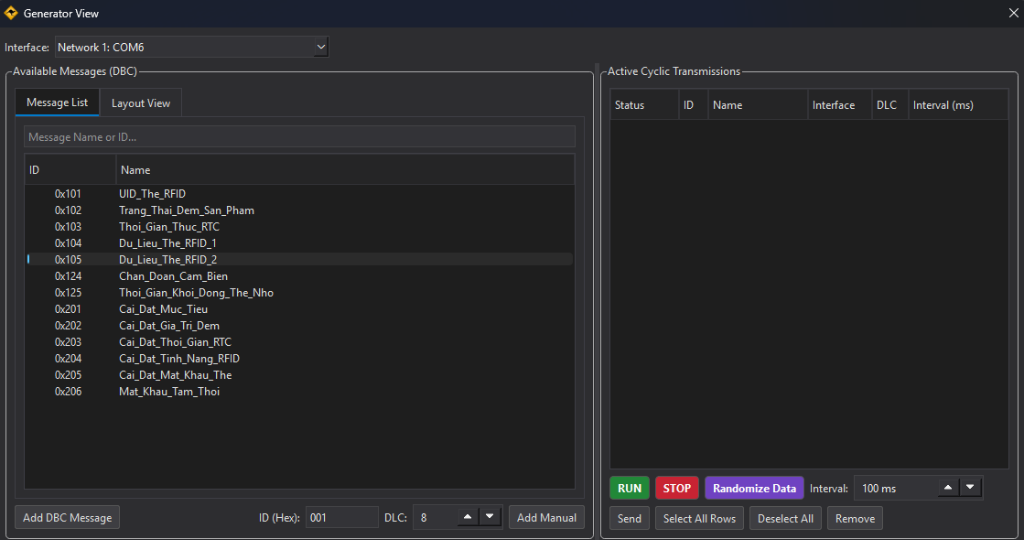 Generator View
Interface: Network 1: COM6
Available Messages (DBC)
Message List Layout View
Message Name or ID...
ID Name
0x101 UID_The_RFID
0x102 Trang_Thai_Dem_San_Pham
0x103 Thoi_Gian_Thuc_RTC
0x104 Du_Lieu_The_RFID_1
0x105 Du_Lieu_The_RFID_2
0x124 Chan_Doan_Cam_Bien
0x125 Thoi_Gian_Khoi_Dong_The_Nho
0x201 Cai_Dat_Muc_Tieu
0x202 Cai_Dat_Gia_Tri_Dem
0x203 Cai_Dat_Thoi_Gian_RTC
0x204 Cai_Dat_Tinh_Nang_RFID
0x205 Cai_Dat_Mat_Khau_The
0x206 Mat_Khau_Tam_Thoi
Add DBC Message ID (Hex): 001 DLC: 8 Add Manual
Active Cyclic Transmissions
Status ID Name Interface DLC Interval (ms)
RUN STOP Randomize Data Interval: 100 ms
Send Select All Rows Deselect All Remove